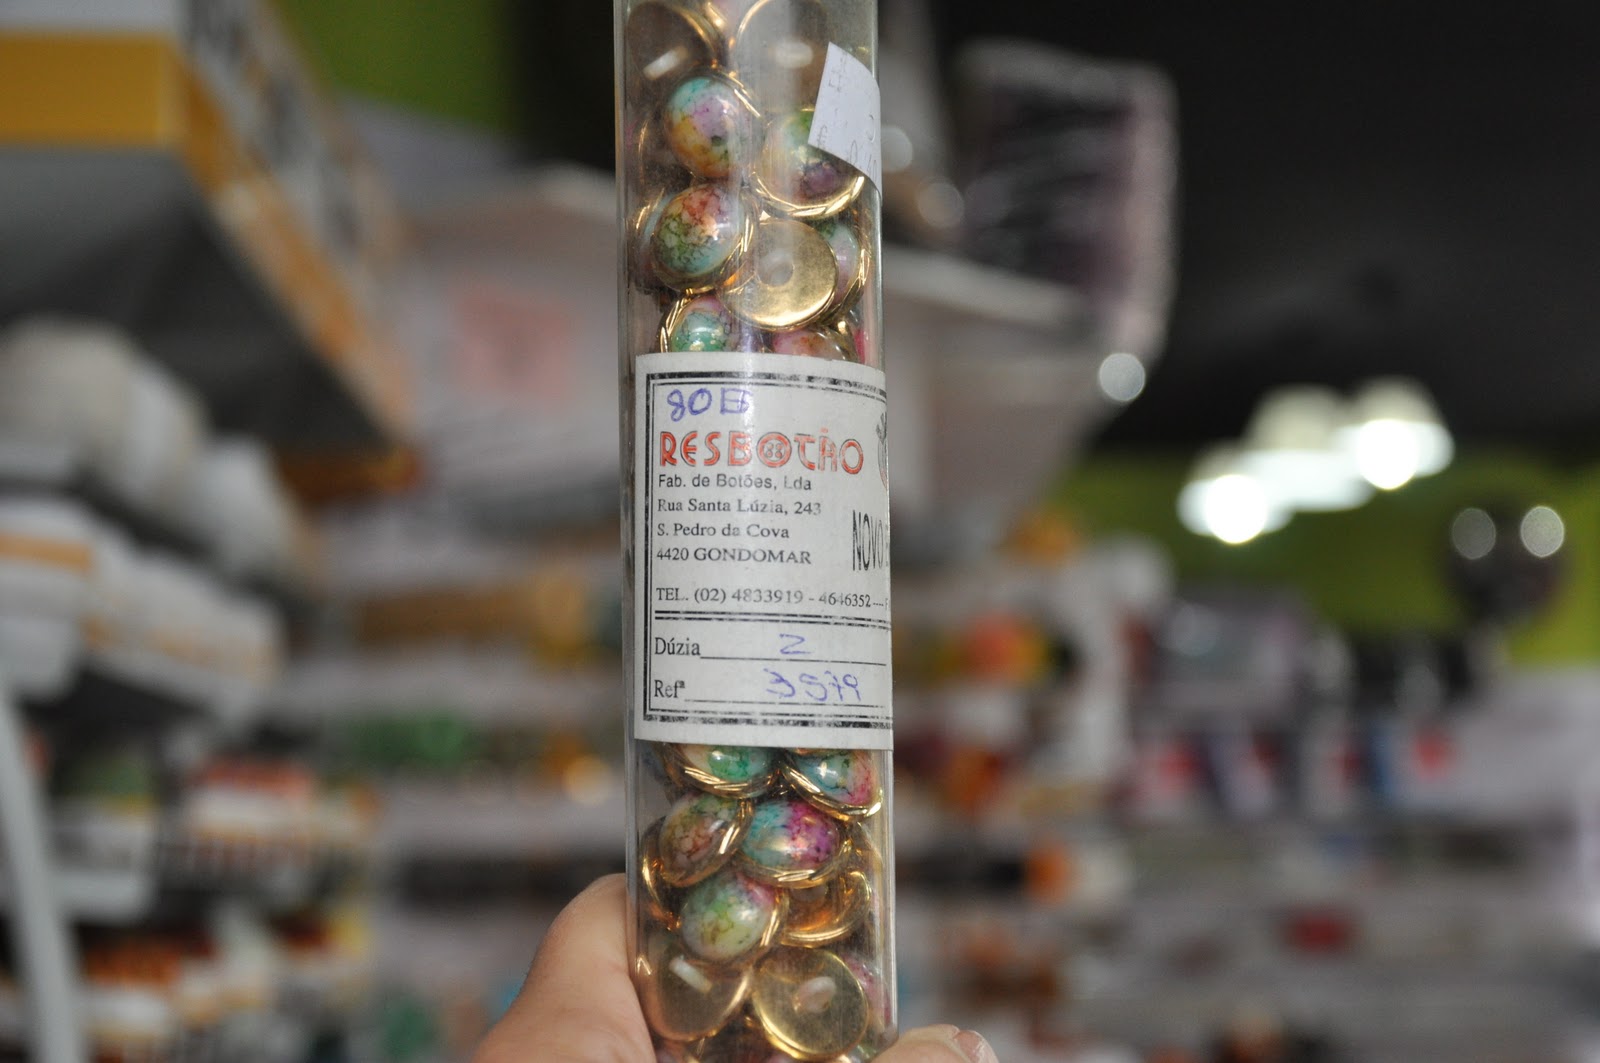 RESBOTÃO
Fab. de Botões, Lda
Rua Santa Lúzia, 243
S. Pedro da Cova
4420 GONDOMAR
NOVO
TEL. (02) 4833919 - 4646352
Dúzia 2
Refª 3579